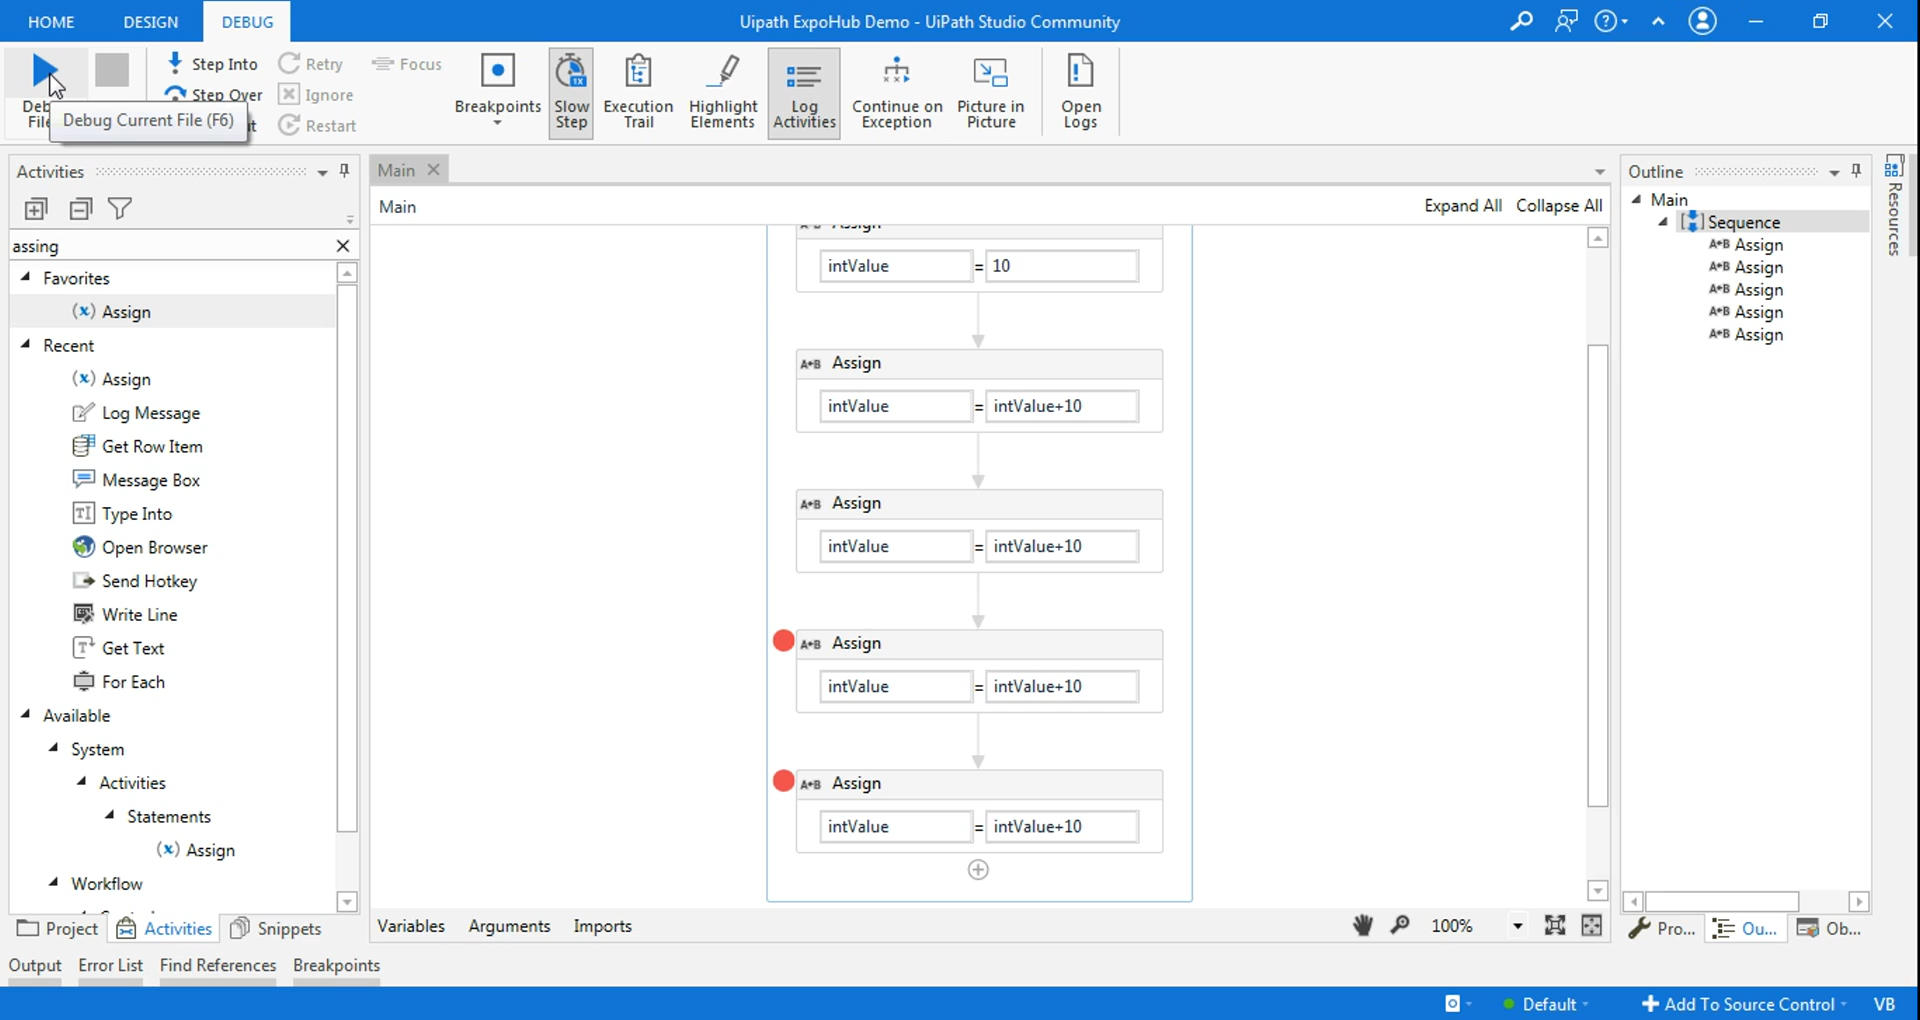 HOME DESIGN DEBUG
Uipath ExpoHub Demo - UiPath Studio Community
Step Into
Step Over
Retry
Ignore
Restart
Focus
Debug Current File (F6)
Breakpoints
Slow
Step
Execution
Trail
Highlight
Elements
Log
Activities
Continue on
Exception
Picture in
Picture
Open
Logs
Activities
assing
Favorites
(x) Assign
Recent
(x) Assign
Log Message
Get Row Item
Message Box
Type Into
Open Browser
Send Hotkey
Write Line
Get Text
For Each
Available
System
Activities
Statements
(x) Assign
Workflow
Project Activities Snippets
Main
Main
Expand All Collapse All
Assign
intValue = 10
A+B Assign
intValue = intValue+10
A+B Assign
intValue = intValue+10
A+B Assign
intValue = intValue+10
A+B Assign
intValue = intValue+10
Variables Arguments Imports
100%
Outline
Main
Sequence
A+B Assign
A+B Assign
A+B Assign
A+B Assign
A+B Assign
Pro... Ou... Ob...
Resources
Output Error List Find References Breakpoints
Default Add To Source Control VB